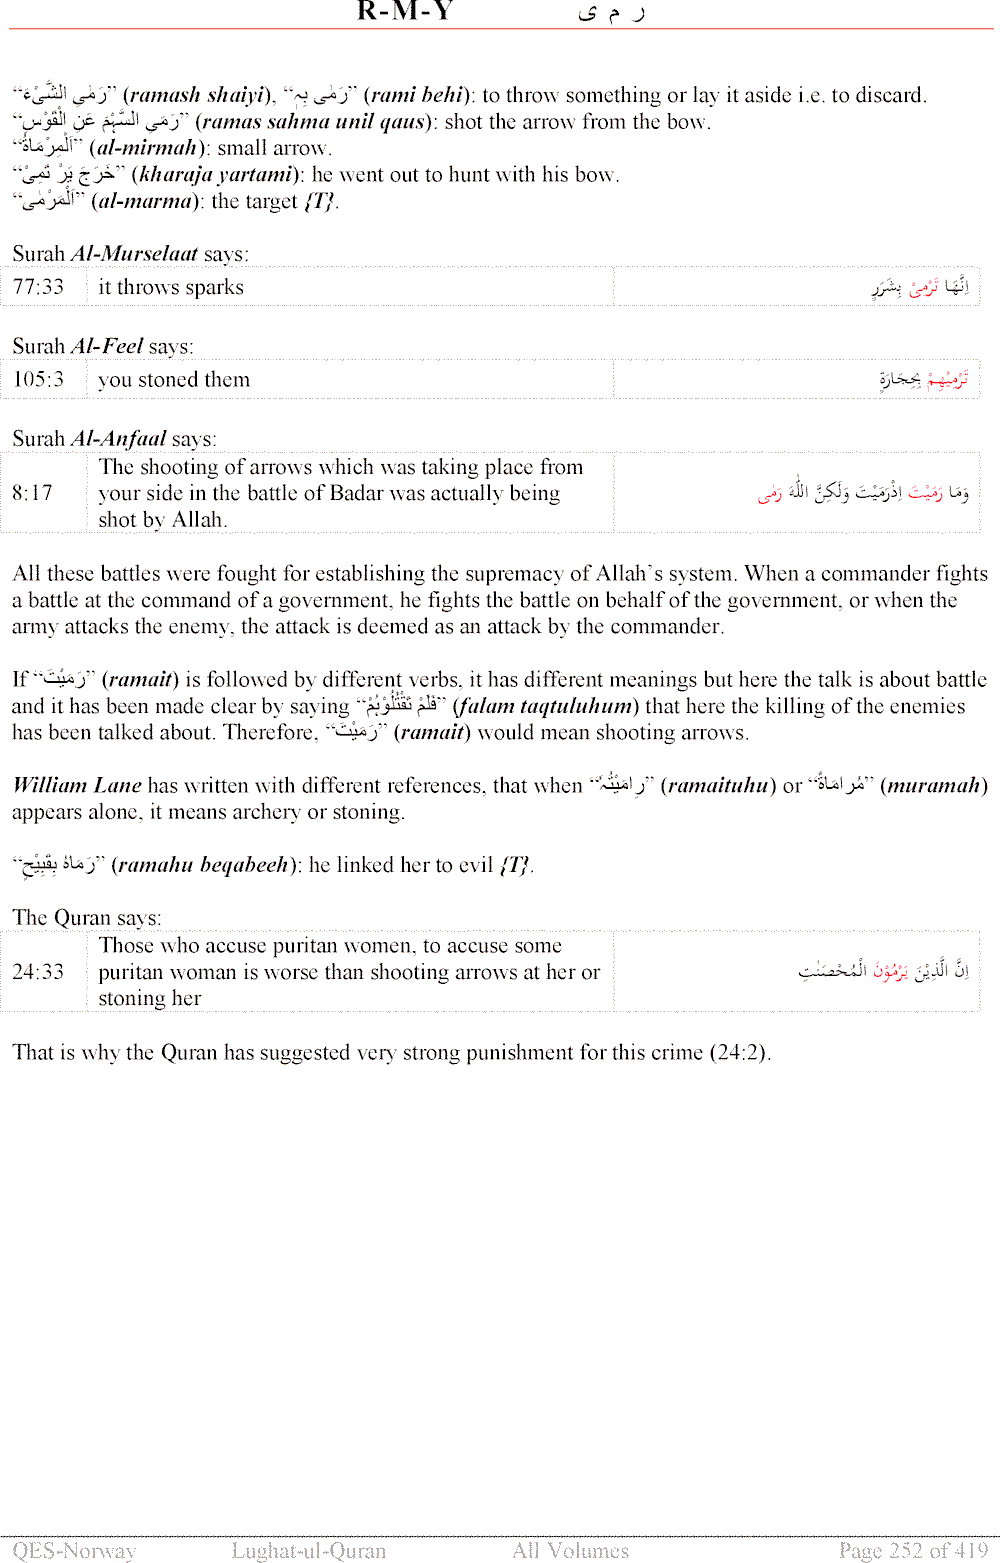 R-M-Y ر م ی
“رَمٰی الشَّیْءَ” (ramash shaiyi), “رَمٰی بِہٖ” (rami behi): to throw something or lay it aside i.e. to discard.
“رَمَی السَّہْمَ عَنِ الْقَوْسِ” (ramas sahma unil qaus): shot the arrow from the bow.
“اَلْمِرْمَاۃُ” (al-mirmah): small arrow.
“خَرَجَ یَرْ تَمِیْ” (kharaja yartami): he went out to hunt with his bow.
“اَلْمَرْمٰی” (al-marma): the target {T}.
Surah Al-Murselaat says:
77:33 it throws sparks اِنَّهَا تَرْمِىْ بِشَرَرٍ
Surah Al-Feel says:
105:3 you stoned them تَرْمِيْهِمْ بِحِجَارَةٍ
Surah Al-Anfaal says:
The shooting of arrows which was taking place from
8:17 your side in the battle of Badar was actually being وَمَا رَمَيْتَ اِذْرَمَيْتَ وَلٰكِنَّ اللّٰهَ رَمٰى
shot by Allah.
All these battles were fought for establishing the supremacy of Allah’s system. When a commander fights
a battle at the command of a government, he fights the battle on behalf of the government, or when the
army attacks the enemy, the attack is deemed as an attack by the commander.
If “رَمَیْتَ” (ramait) is followed by different verbs, it has different meanings but here the talk is about battle
and it has been made clear by saying “فَلَمْ تَقْتُلُوْہُمْ” (falam taqtuluhum) that here the killing of the enemies
has been talked about. Therefore, “رَمَیْتَ” (ramait) would mean shooting arrows.
William Lane has written with different references, that when “رامَیْتُہٗ” (ramaituhu) or “مُرامَاۃٌ” (muramah)
appears alone, it means archery or stoning.
“رَمَاہُ بِقَبِیْحٍ” (ramahu beqabeeh): he linked her to evil {T}.
The Quran says:
Those who accuse puritan women, to accuse some
24:33 puritan woman is worse than shooting arrows at her or اِنَّ الَّذِيْنَ يَرْمُوْنَ الْمُحْصَنٰتِ
stoning her
That is why the Quran has suggested very strong punishment for this crime (24:2).
QES-Norway Lughat-ul-Quran All Volumes Page 252 of 419